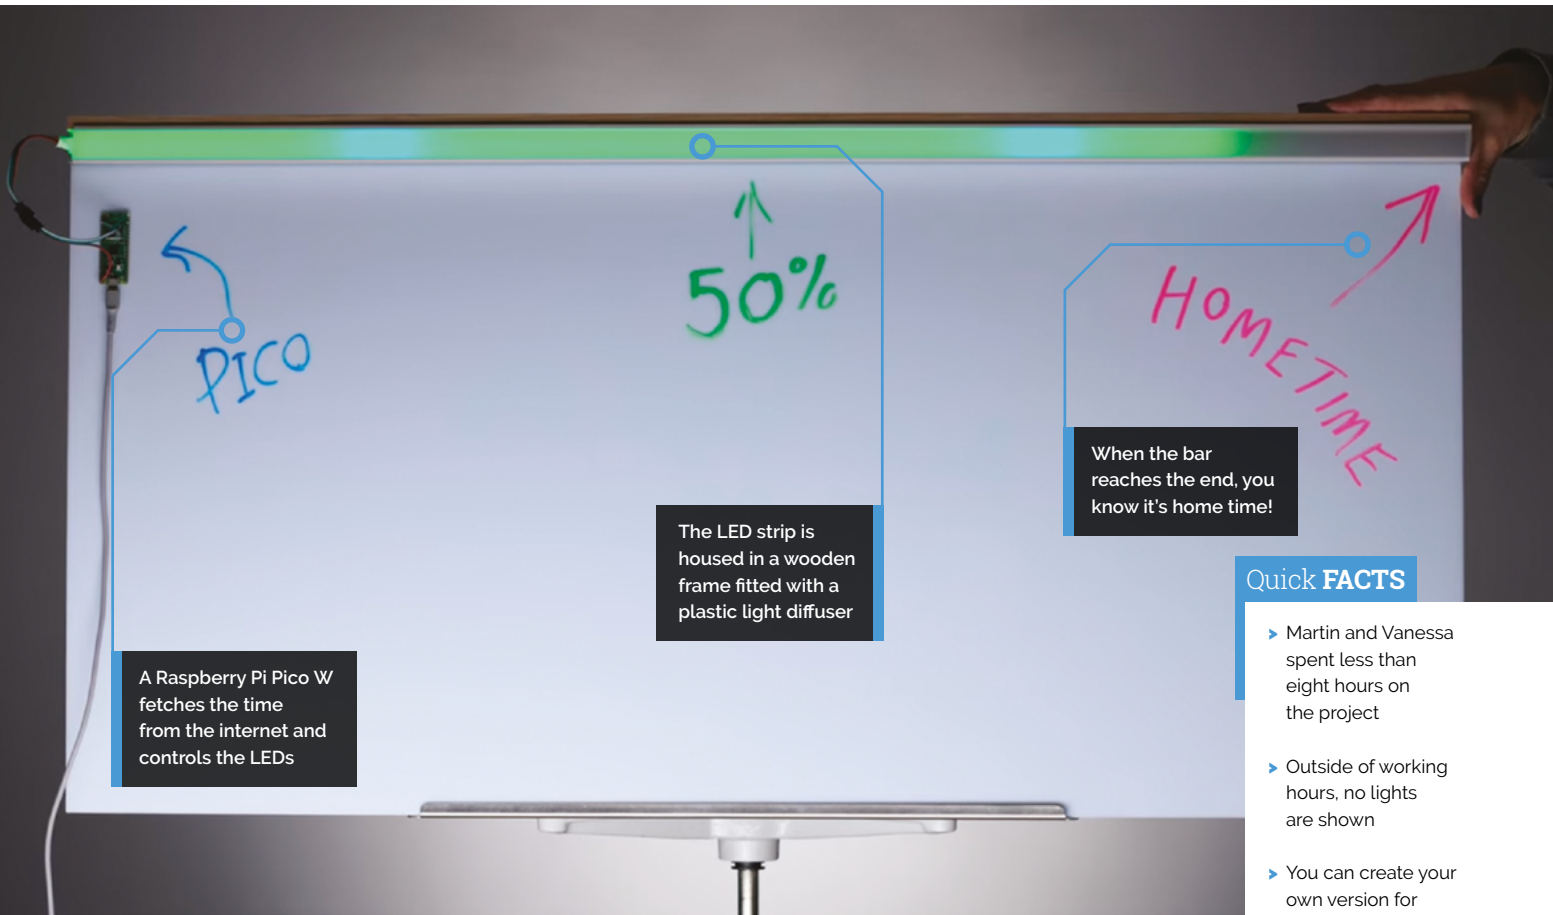 PICO
50%
HOMETIME
A Raspberry Pi Pico W
fetches the time
from the internet and
controls the LEDs
The LED strip is
housed in a wooden
frame fitted with a
plastic light diffuser
When the bar
reaches the end, you
know it's home time!
Quick FACTS
> Martin and Vanessa
spent less than
eight hours on
the project
> Outside of working
hours, no lights
are shown
> You can create your
own version for